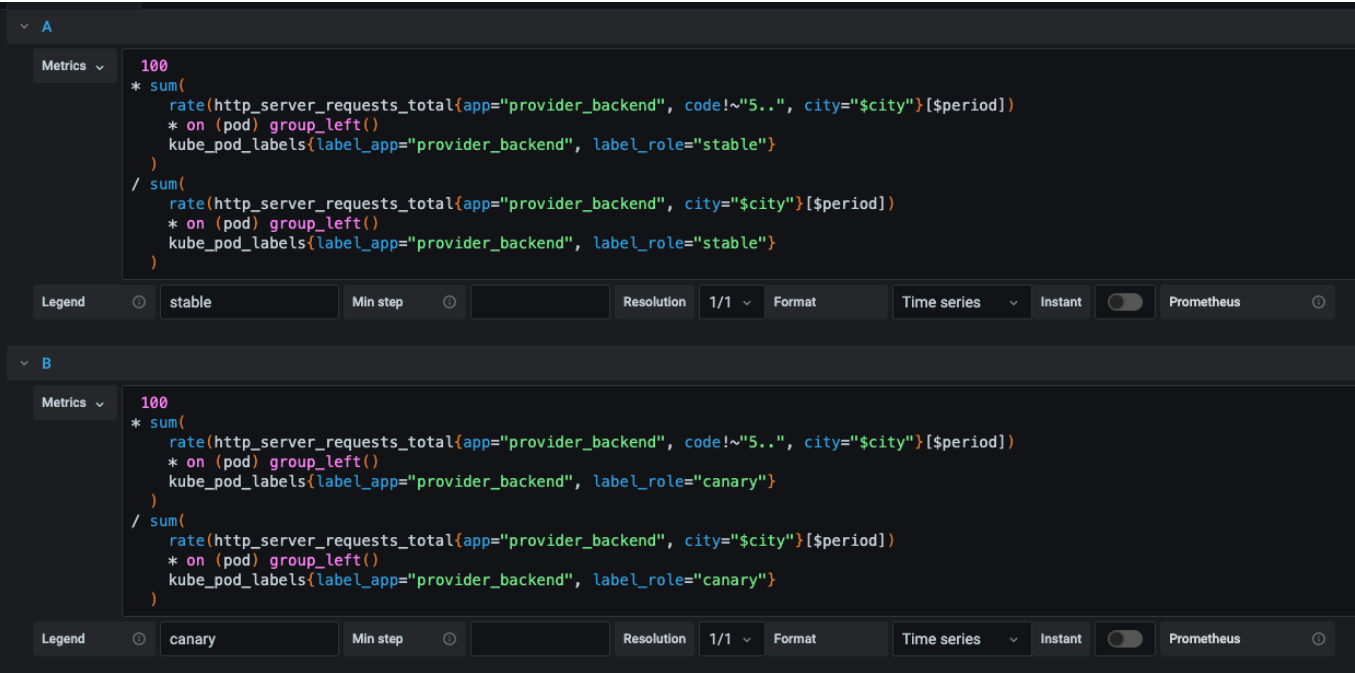 A
Metrics
100
* sum(
rate(http_server_requests_total{app="provider_backend", code!~"5..", city="$city"}[$period])
* on (pod) group_left()
kube_pod_labels{label_app="provider_backend", label_role="stable"}
)
/ sum(
rate(http_server_requests_total{app="provider_backend", city="$city"}[$period])
* on (pod) group_left()
kube_pod_labels{label_app="provider_backend", label_role="stable"}
)
Legend stable Min step Resolution 1/1 Format Time series Instant Prometheus
B
Metrics
100
* sum(
rate(http_server_requests_total{app="provider_backend", code!~"5..", city="$city"}[$period])
* on (pod) group_left()
kube_pod_labels{label_app="provider_backend", label_role="canary"}
)
/ sum(
rate(http_server_requests_total{app="provider_backend", city="$city"}[$period])
* on (pod) group_left()
kube_pod_labels{label_app="provider_backend", label_role="canary"}
)
Legend canary Min step Resolution 1/1 Format Time series Instant Prometheus